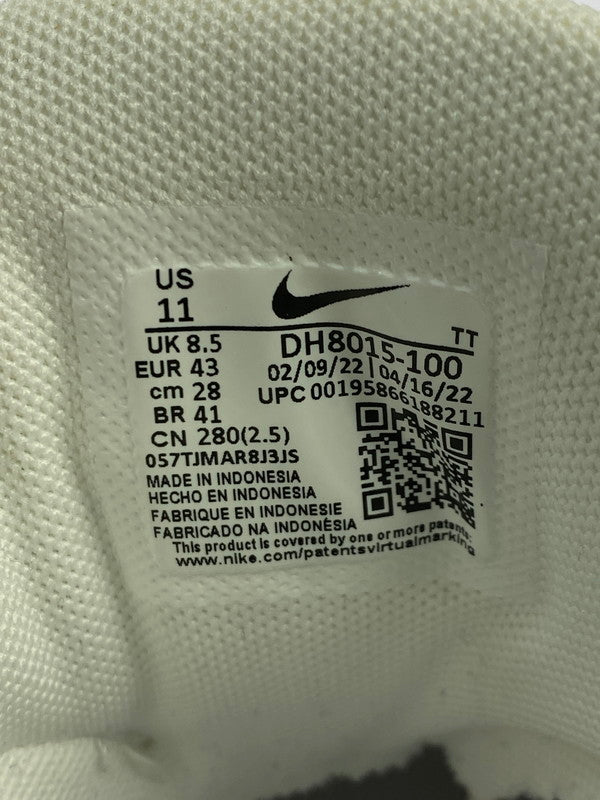 US
11
TT
UK 8.5
DH8015-100
EUR 43
02/09/22 | 04/16/22
cm 28
UPC 00195866188211
BR 41
CN 280(2.5)
057TJMAR8J3JS
MADE IN INDONESIA
HECHO EN INDONESIA
FABRIQUE EN INDONESIE
FABRICADO NA INDONÉSIA
This product is covered by one or more patents:
www.nike.com/patentsvirtualmarking